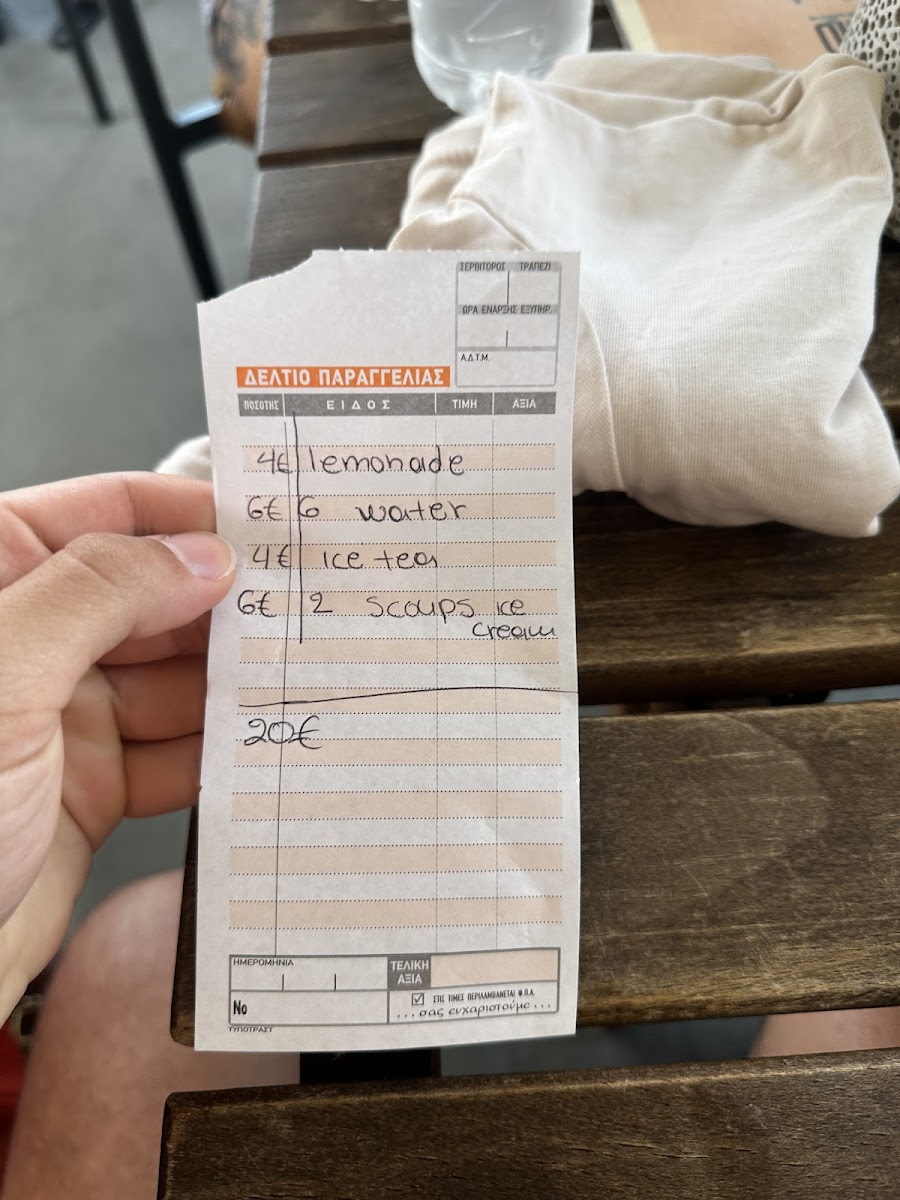 ΣΕΡΒΙΤΟΡΟΣ ΤΡΑΠΕΖΙ
ΩΡΑ ΕΝΑΡΞΗΣ ΕΞΥΠΗΡ.
Α.Δ.Τ.Μ.
ΔΕΛΤΙΟ ΠΑΡΑΓΓΕΛΙΑΣ
ΠΟΣΟΤΗΣ ΕΙΔΟΣ ΤΙΜΗ ΑΞΙΑ
4€ lemonade
6€ 6 water
4€ ice tea
6€ 2 scoups ice
cream
20€
ΗΜΕΡΟΜΗΝΙΑ
ΤΕΛΙΚΗ
ΑΞΙΑ
No
ΣΤΙΣ ΤΙΜΕΣ ΠΕΡΙΛΑΜΒΑΝΕΤΑΙ Φ.Π.Α.
...σας ευχαριστούμε...
ΤΥΠΟΤΡΑΣΤ